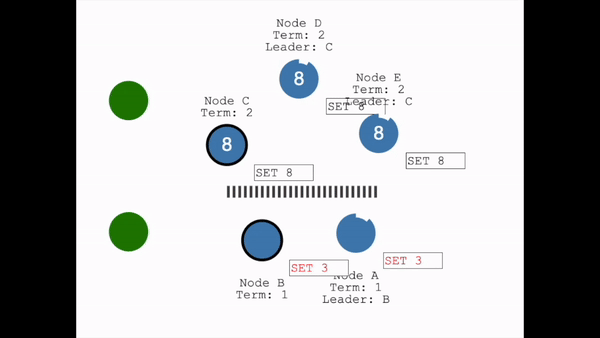 Node D
Term: 2
Leader: C
8
Node E
Term: 2
Leader: C
SET 8
8
SET 8
Node C
Term: 2
8
SET 8
SET 3
SET 3
Node B
Term: 1
Node A
Term: 1
Leader: B